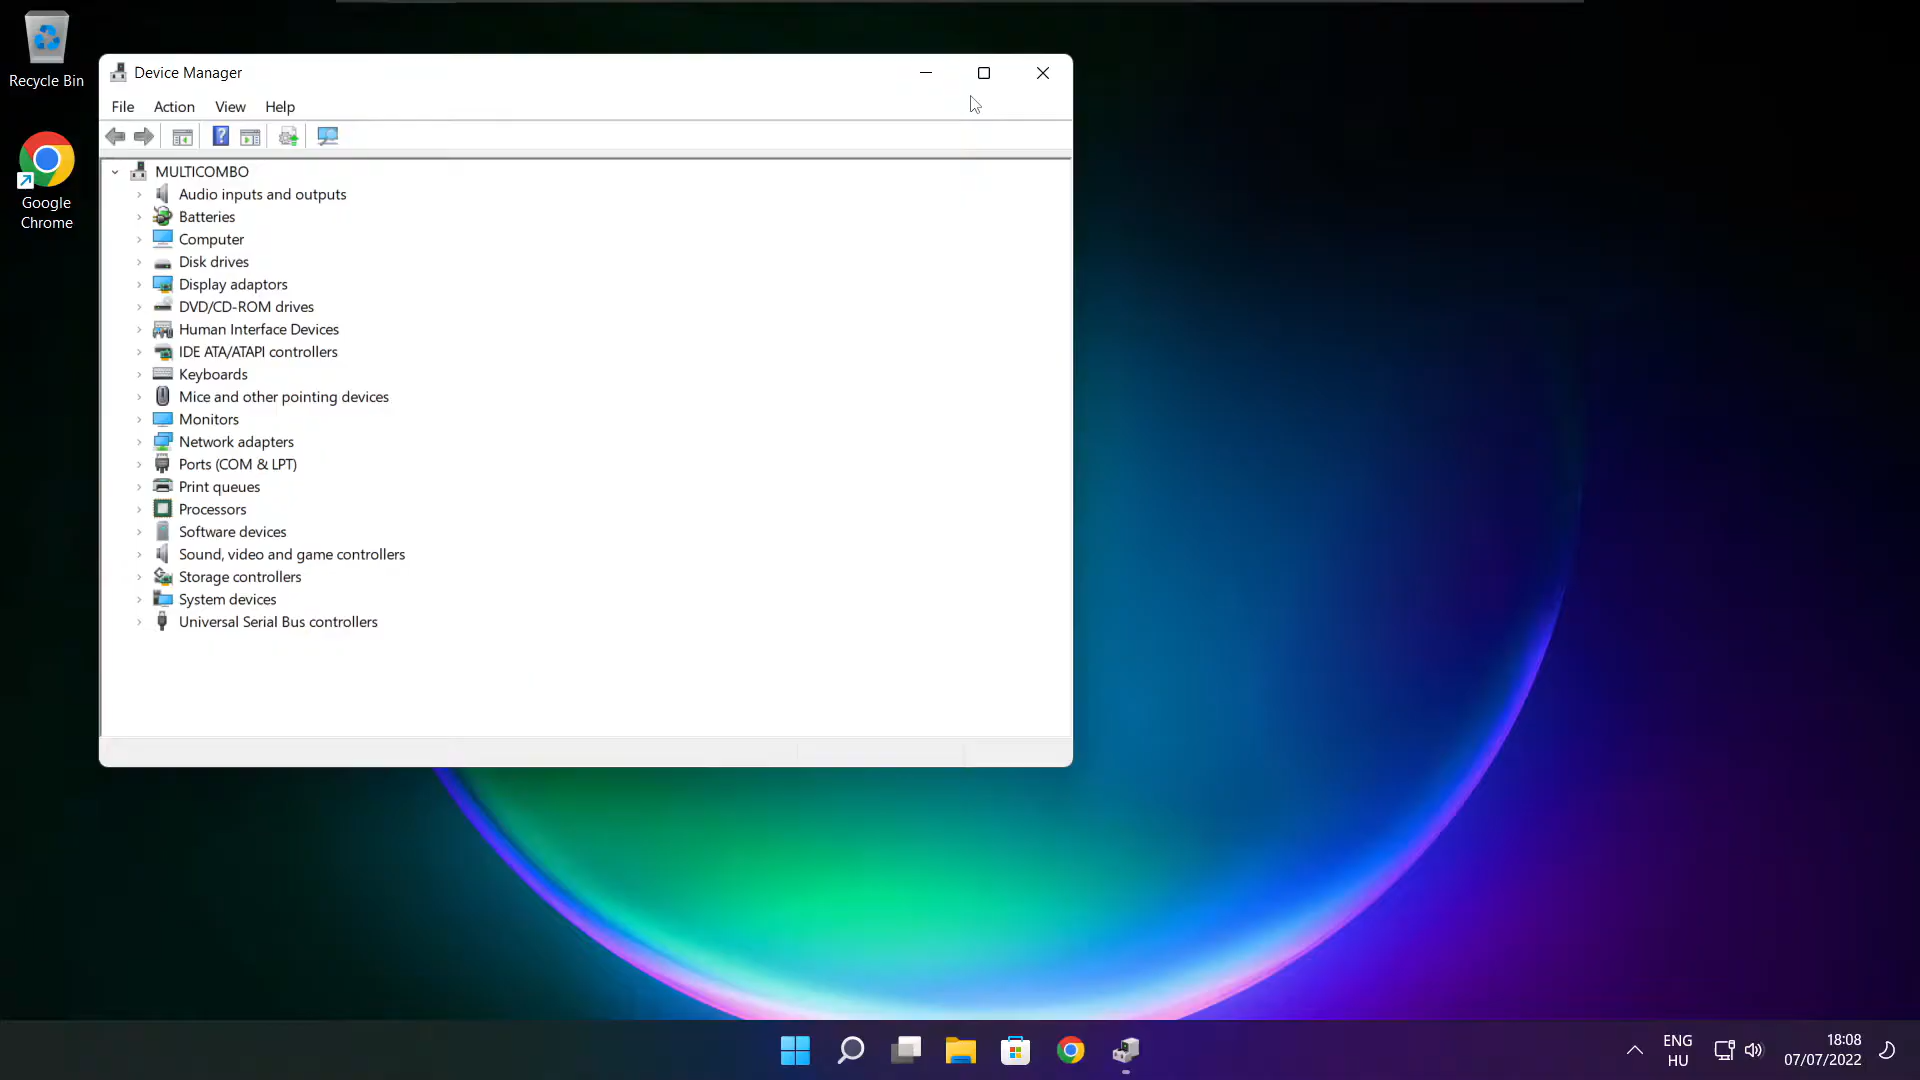 Recycle Bin
Google
Chrome
Device Manager
File Action View Help
MULTICOMBO
Audio inputs and outputs
Batteries
Computer
Disk drives
Display adaptors
DVD/CD-ROM drives
Human Interface Devices
IDE ATA/ATAPI controllers
Keyboards
Mice and other pointing devices
Monitors
Network adapters
Ports (COM & LPT)
Print queues
Processors
Software devices
Sound, video and game controllers
Storage controllers
System devices
Universal Serial Bus controllers
ENG
HU
18:08
07/07/2022